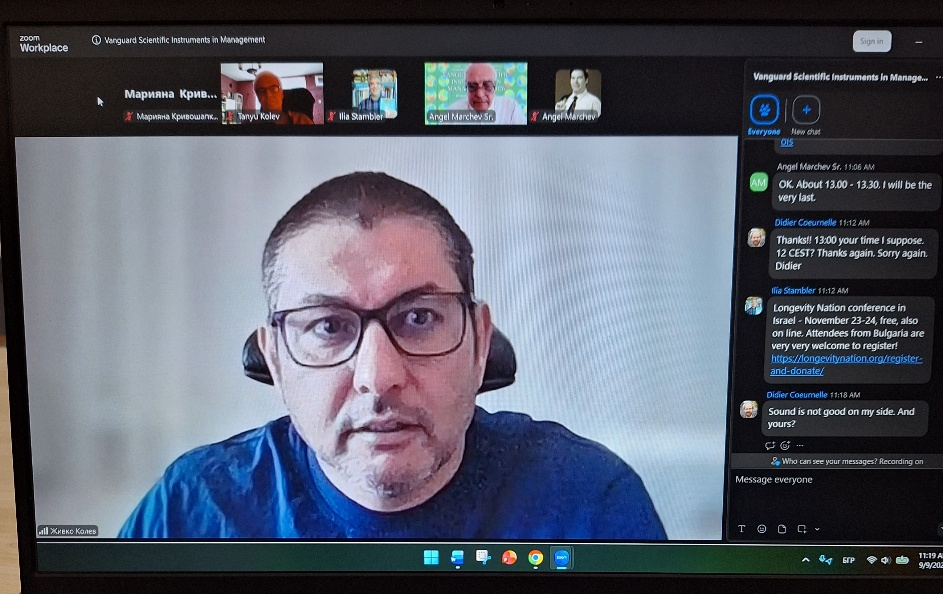 zoom
Workplace
Vanguard Scientific Instruments in Management
Sign in
Марияна Крив...
Марияна Кривошапк...
Tanyu Kolev
Ilia Stambler
Angel Marchev Sr.
Angel Marchev
Живко Колев
Vanguard Scientific Instruments in Manage...
Everyone
New chat
ois
Angel Marchev Sr. 11:06 AM
AM
OK. About 13.00 - 13.30. I will be the
very last.
Didier Coeurnelle 11:12 AM
Thanks!! 13:00 your time I suppose.
12 CEST? Thanks again. Sorry again.
Didier
Ilia Stambler 11:12 AM
Longevity Nation conference in
Israel - November 23-24, free, also
on line. Attendees from Bulgaria are
very very welcome to register!
https://longevitynation.org/register-
and-donate/
Didier Coeurnelle 11:18 AM
Sound is not good on my side. And
yours?
Who can see your messages? Recording on
Message everyone
БГР
11:19 A
9/9/202